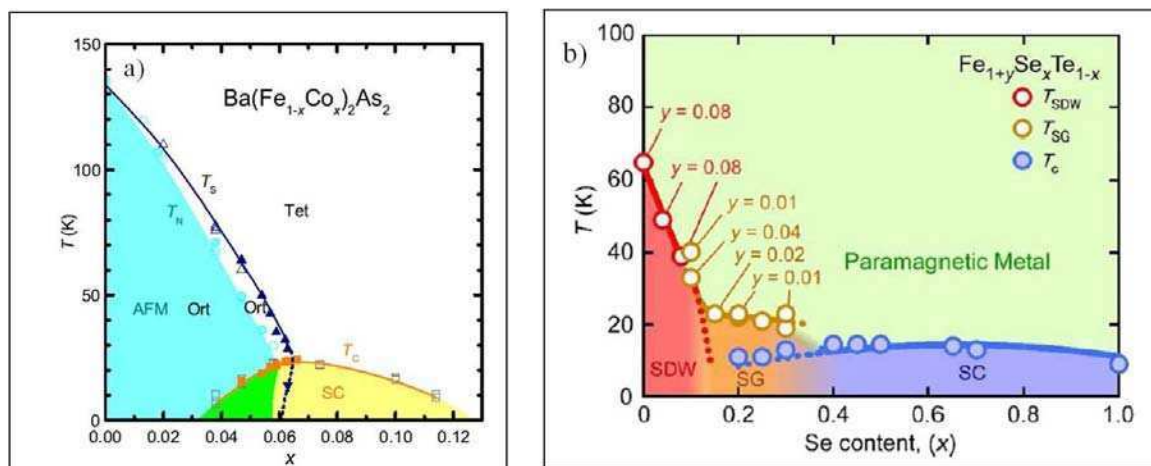 a)
Ba(Fe1-xCox)2As2
150
100
50
0
T (K)
TS
TN
Tet
AFM
Ort
Ort
TC
SC
0.00
0.02
0.04
0.06
0.08
0.10
0.12
x
b)
Fe1+ySexTe1-x
TSDW
TSG
Tc
100
80
60
40
20
0
T (K)
y = 0.08
y = 0.08
y = 0.01
y = 0.04
y = 0.02
y = 0.01
Paramagnetic Metal
SDW
SG
SC
0
0.2
0.4
0.6
0.8
1.0
Se content, (x)